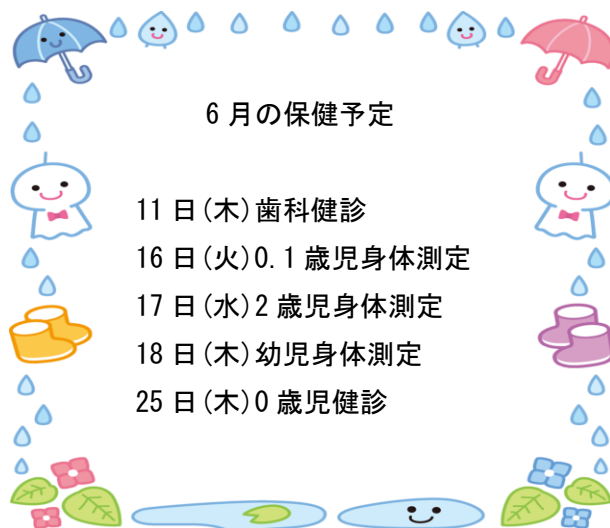 6月の保健予定
11日(木)歯科健診
16日(火)0.1歳児身体測定
17日(水)2歳児身体測定
18日(木)幼児身体測定
25日(木)0歳児健診